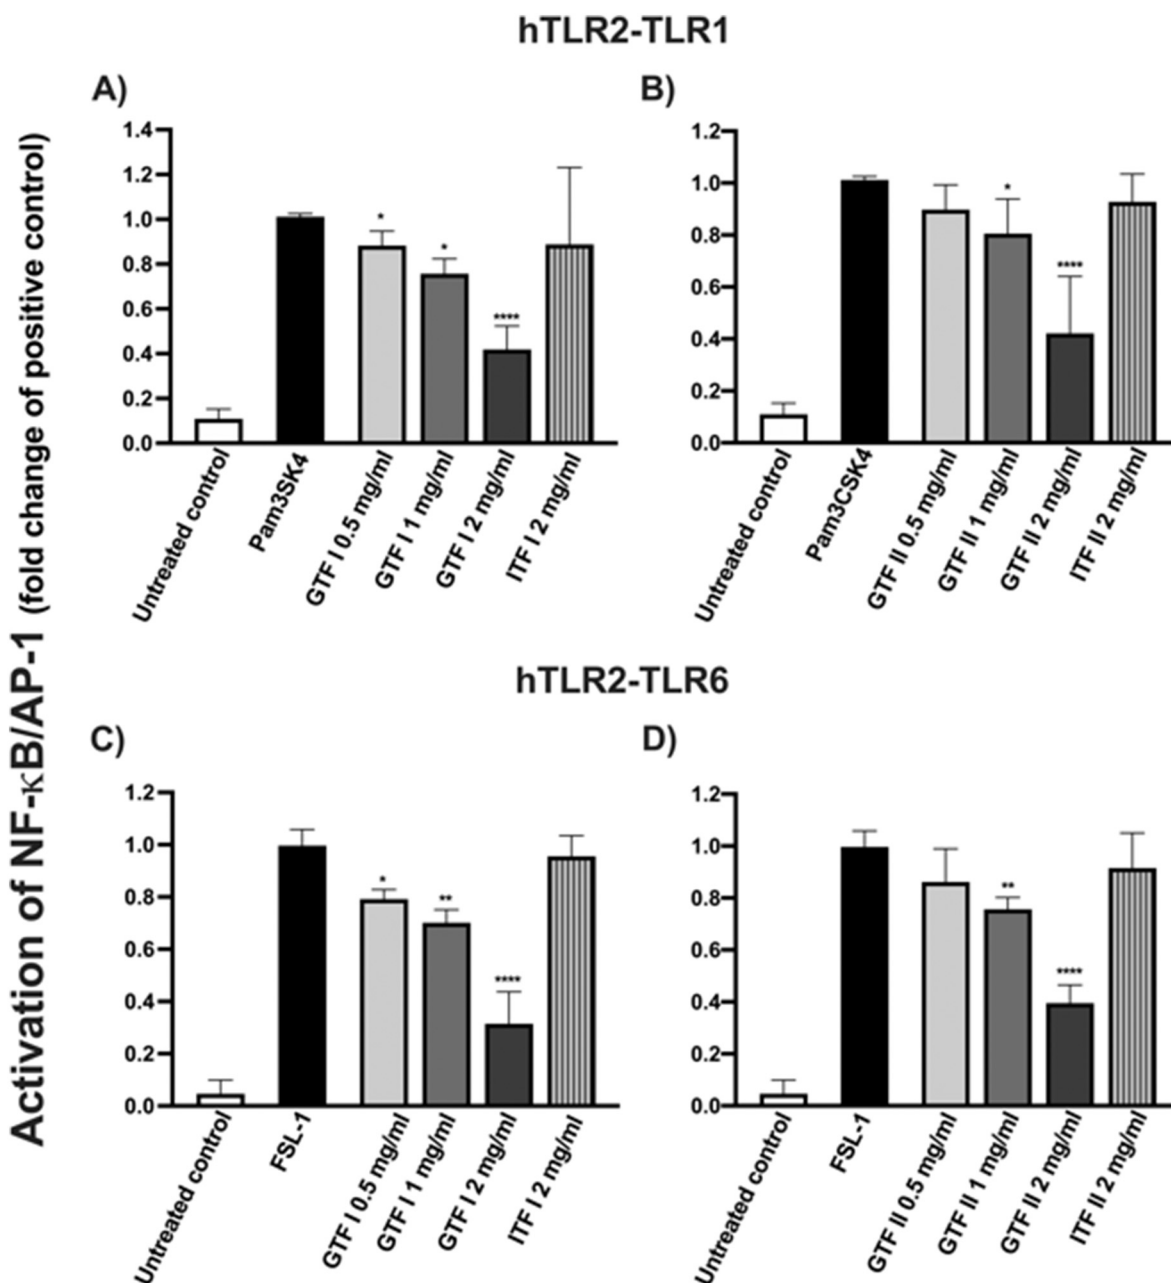 hTLR2-TLR1
Activation of NF-κB/AP-1 (fold change of positive control)
A)
1.4
1.2
1.0
0.8
0.6
0.4
0.2
0.0
*
*
****
Untreated control
Pam3SK4
GTF I 0.5 mg/ml
GTF I 1 mg/ml
GTF I 2 mg/ml
ITF I 2 mg/ml
B)
1.2
1.0
0.8
0.6
0.4
0.2
0.0
*
****
Untreated control
Pam3CSK4
GTF II 0.5 mg/ml
GTF II 1 mg/ml
GTF II 2 mg/ml
ITF II 2 mg/ml
hTLR2-TLR6
C)
1.2
1.0
0.8
0.6
0.4
0.2
0.0
*
**
****
Untreated control
FSL-1
GTF I 0.5 mg/ml
GTF I 1 mg/ml
GTF I 2 mg/ml
ITF I 2 mg/ml
D)
1.2
1.0
0.8
0.6
0.4
0.2
0.0
**
****
Untreated control
FSL-1
GTF II 0.5 mg/ml
GTF II 1 mg/ml
GTF II 2 mg/ml
ITF II 2 mg/ml